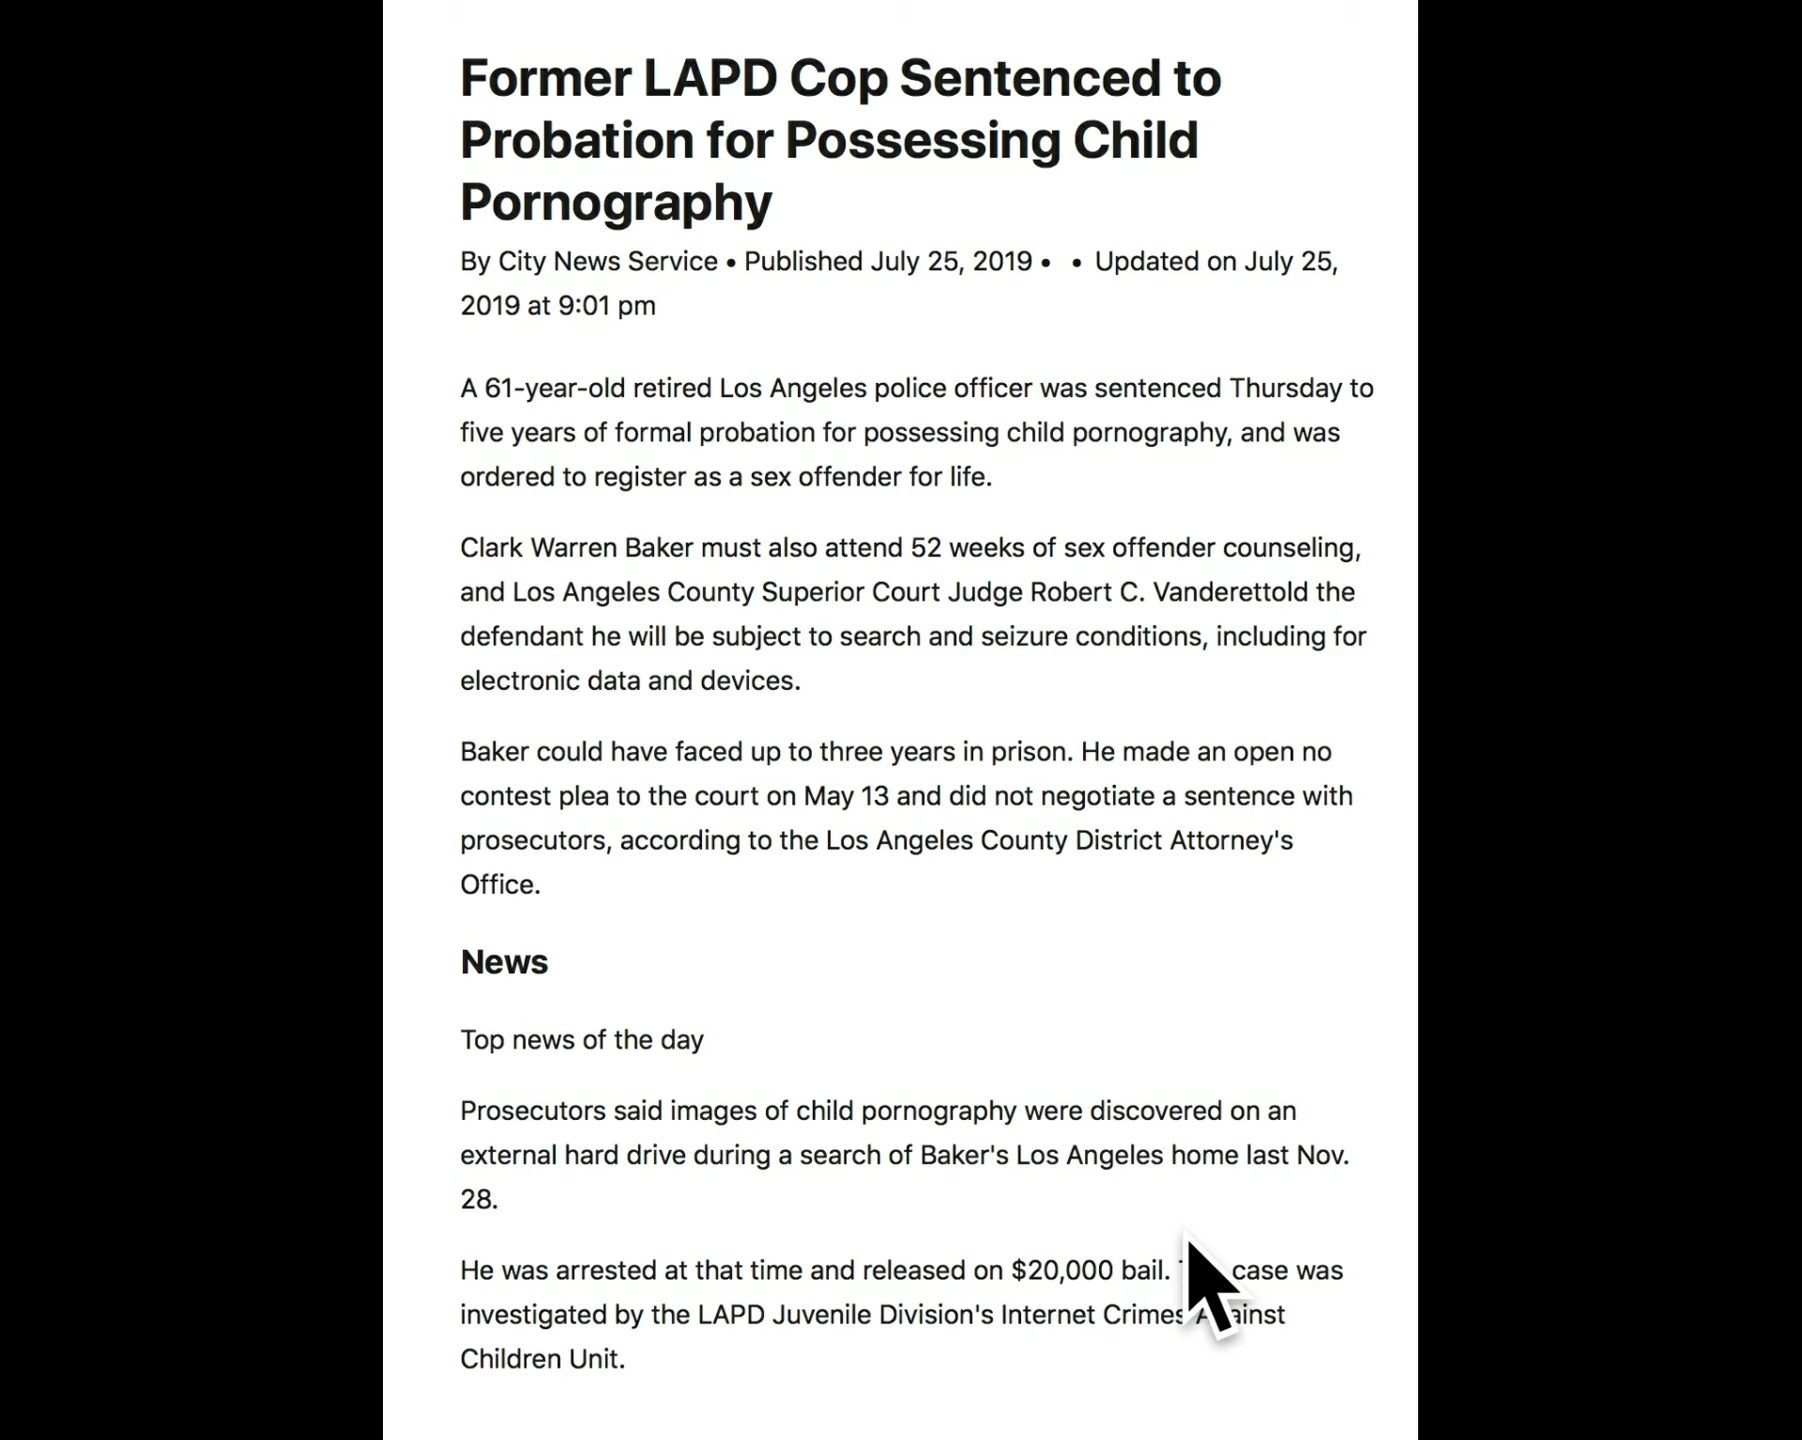 Former LAPD Cop Sentenced to
Probation for Possessing Child
Pornography
By City News Service • Published July 25, 2019 • • Updated on July 25,
2019 at 9:01 pm
A 61-year-old retired Los Angeles police officer was sentenced Thursday to
five years of formal probation for possessing child pornography, and was
ordered to register as a sex offender for life.
Clark Warren Baker must also attend 52 weeks of sex offender counseling,
and Los Angeles County Superior Court Judge Robert C. Vanderettold the
defendant he will be subject to search and seizure conditions, including for
electronic data and devices.
Baker could have faced up to three years in prison. He made an open no
contest plea to the court on May 13 and did not negotiate a sentence with
prosecutors, according to the Los Angeles County District Attorney's
Office.
News
Top news of the day
Prosecutors said images of child pornography were discovered on an
external hard drive during a search of Baker's Los Angeles home last Nov.
28.
He was arrested at that time and released on $20,000 bail. case was
investigated by the LAPD Juvenile Division's Internet Crimes Against
Children Unit.